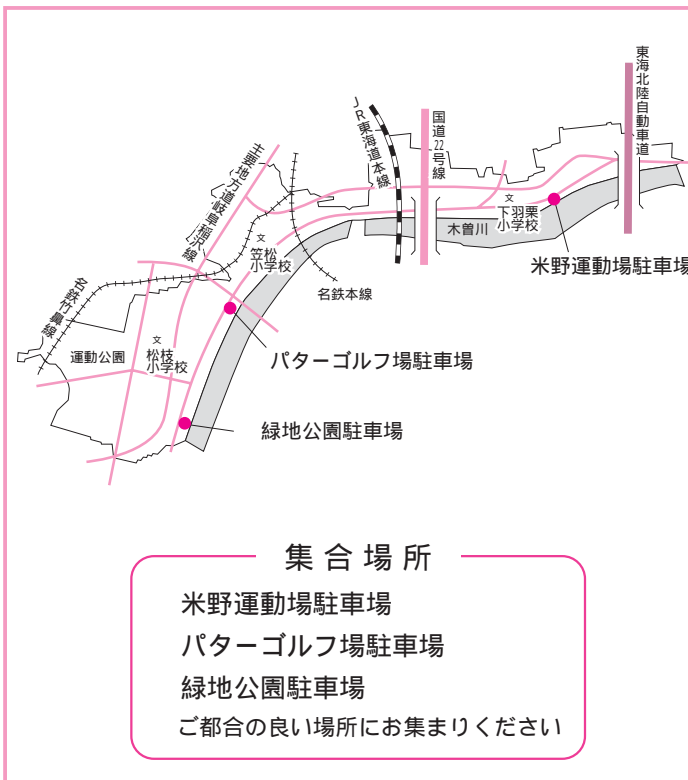 東海北陸自動車道
JR東海道本線
国道22号線
主要地方道岐阜稲沢線
文
下羽栗
小学校
木曽川
文
笠松
小学校
米野運動場駐車場
名鉄竹鼻線
名鉄本線
文
松枝
小学校
運動公園
パターゴルフ場駐車場
緑地公園駐車場
集合場所
米野運動場駐車場
パターゴルフ場駐車場
緑地公園駐車場
ご都合の良い場所にお集まりください